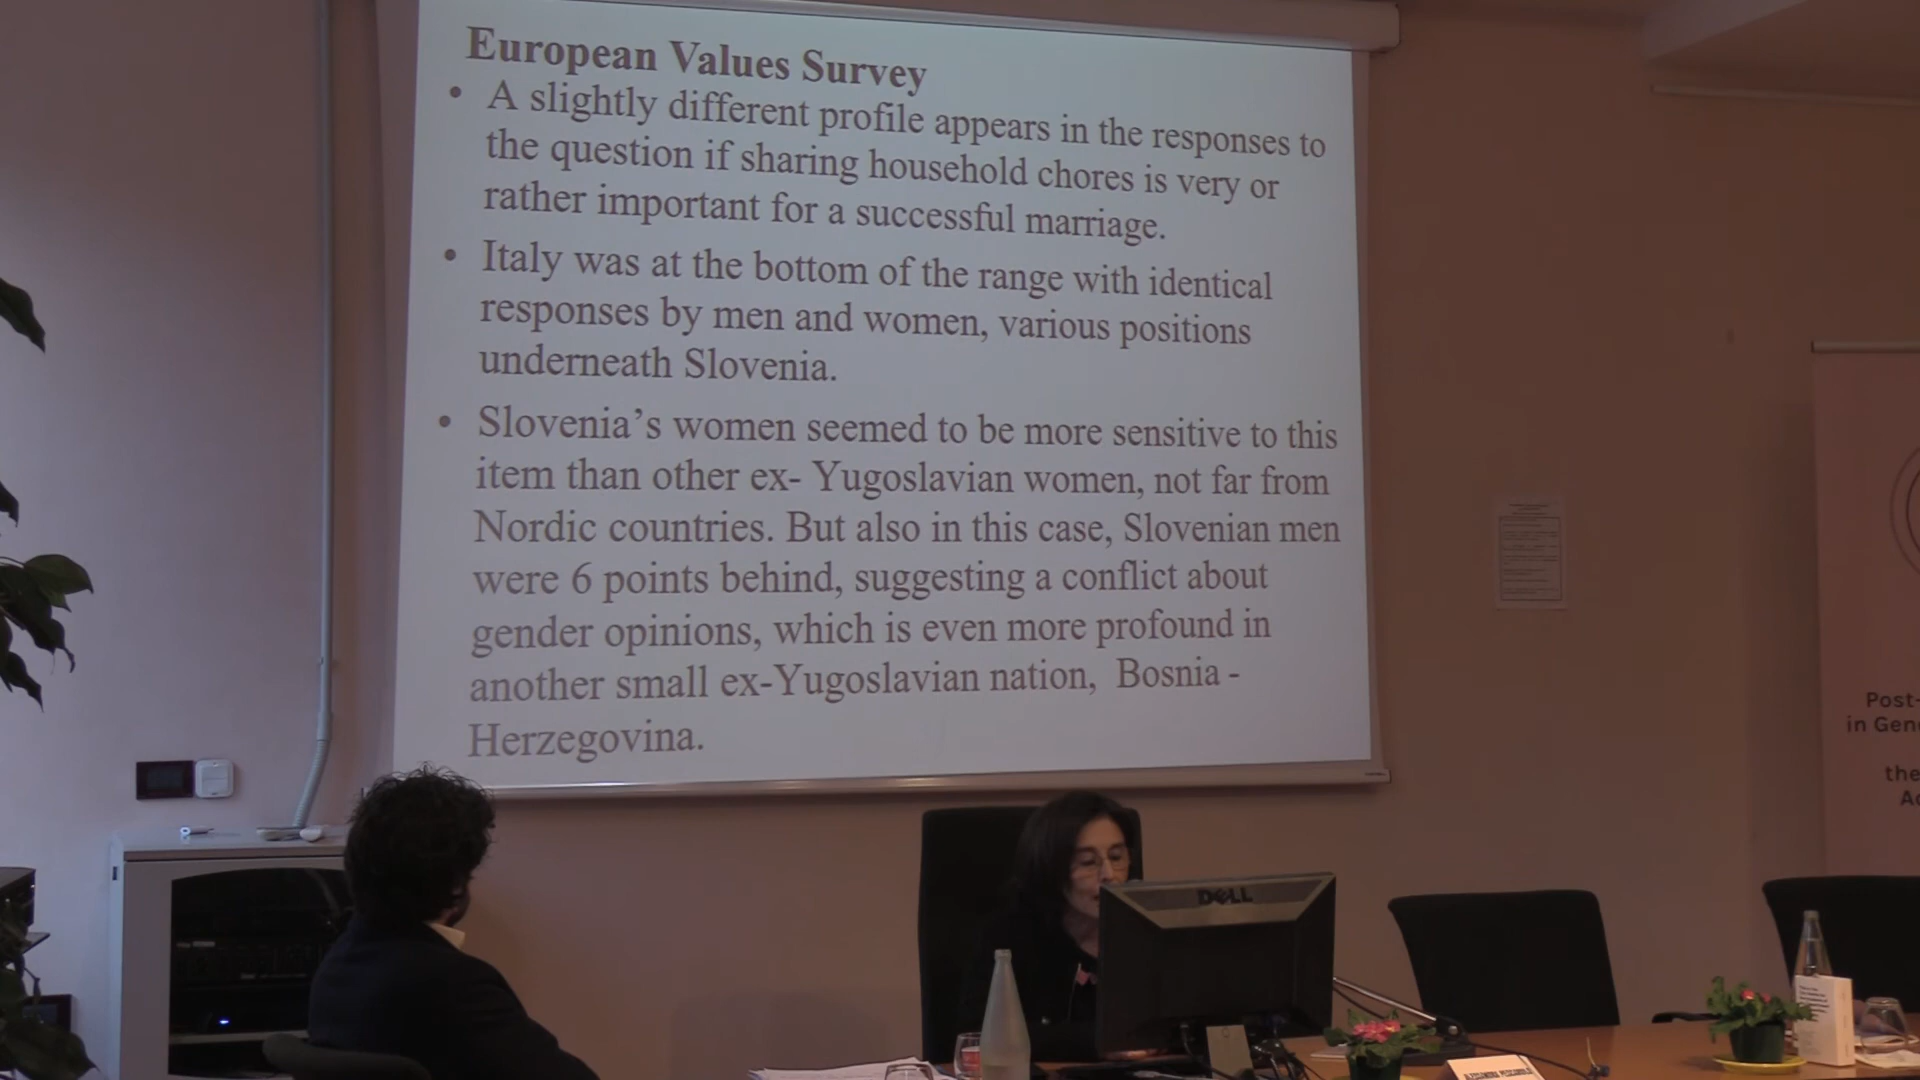 European Values Survey
• A slightly different profile appears in the responses to
the question if sharing household chores is very or
rather important for a successful marriage.
• Italy was at the bottom of the range with identical
responses by men and women, various positions
underneath Slovenia.
• Slovenia’s women seemed to be more sensitive to this
item than other ex- Yugoslavian women, not far from
Nordic countries. But also in this case, Slovenian men
were 6 points behind, suggesting a conflict about
gender opinions, which is even more profound in
another small ex-Yugoslavian nation, Bosnia -
Herzegovina.
Post-
in Gen
the
DELL